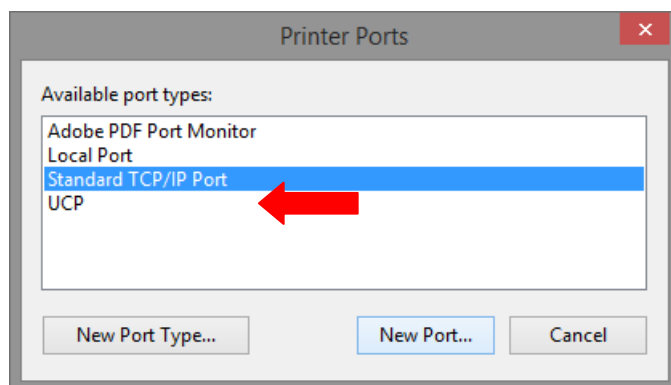 Printer Ports
Available port types:
Adobe PDF Port Monitor
Local Port
Standard TCP/IP Port
UCP
New Port Type... New Port... Cancel